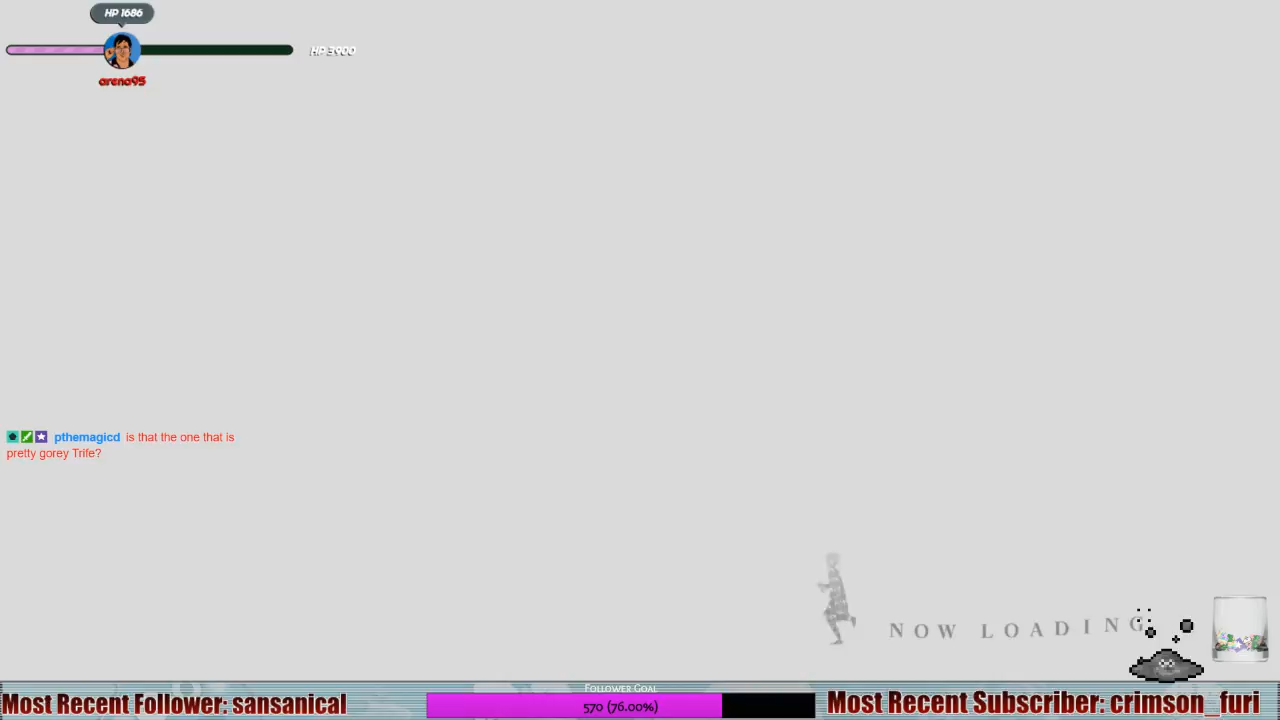 HP 1686
HP 3900
areno95
pthemagicd is that the one that is
pretty gorey Trife?
NOW LOADING
Follower Goal
570 (76.00%)
Most Recent Follower: sansanical
Most Recent Subscriber: crimson_furi